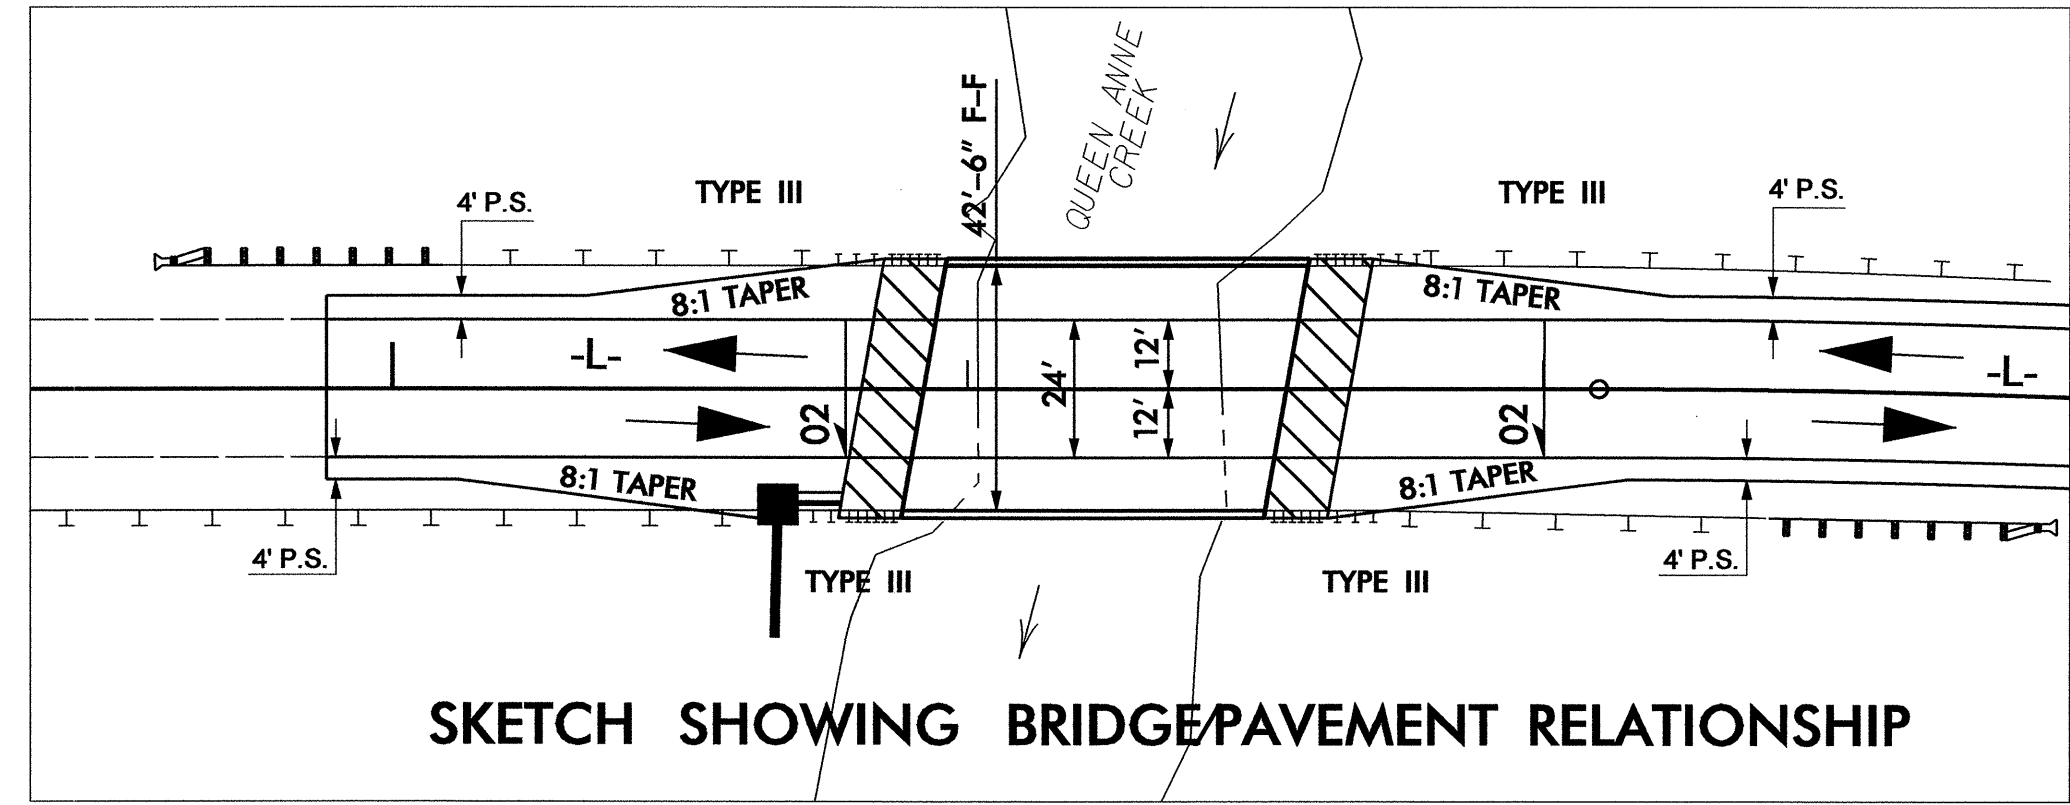 QUEEN ANNE
CREEK
42'-6" F-F
TYPE III
TYPE III
4' P.S.
4' P.S.
8:1 TAPER
8:1 TAPER
-L-
-L-
02
24'
12'
12'
02
8:1 TAPER
8:1 TAPER
4' P.S.
4' P.S.
TYPE III
TYPE III
SKETCH SHOWING BRIDGE/PAVEMENT RELATIONSHIP